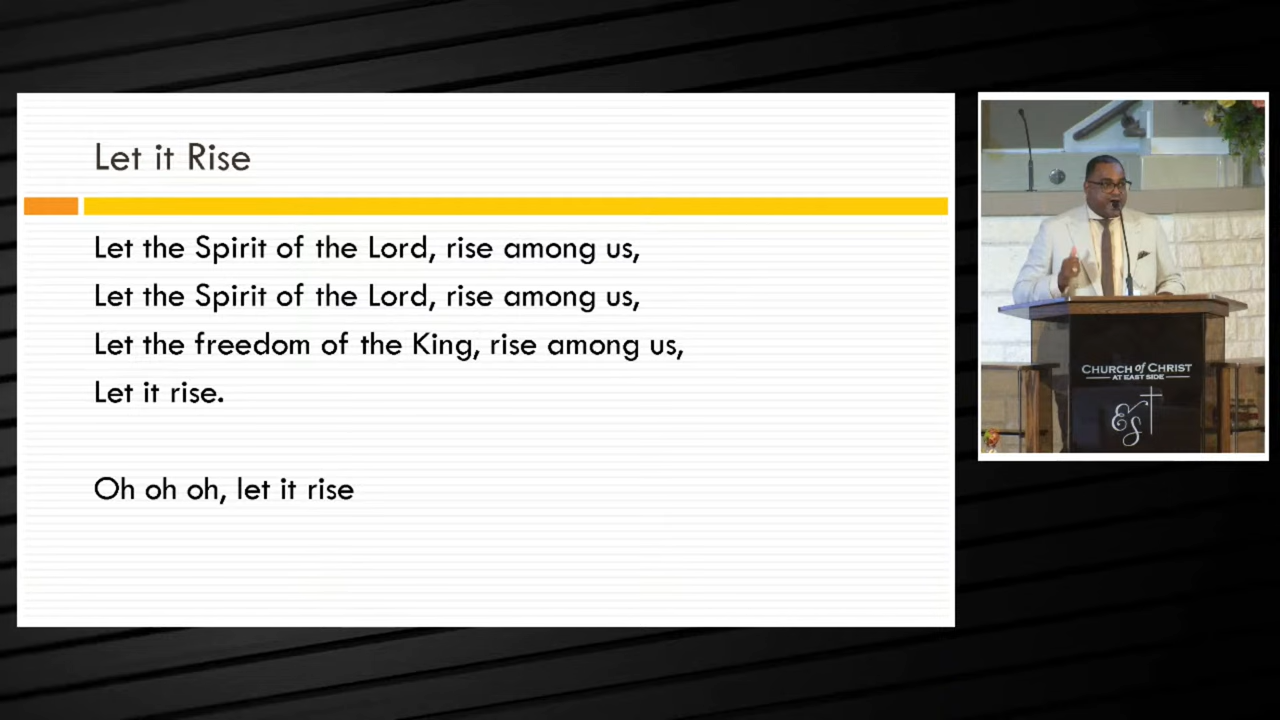 Let it Rise
Let the Spirit of the Lord, rise among us,
Let the Spirit of the Lord, rise among us,
Let the freedom of the King, rise among us,
Let it rise.
Oh oh oh, let it rise
CHURCH of CHRIST
AT EAST SIDE
ES